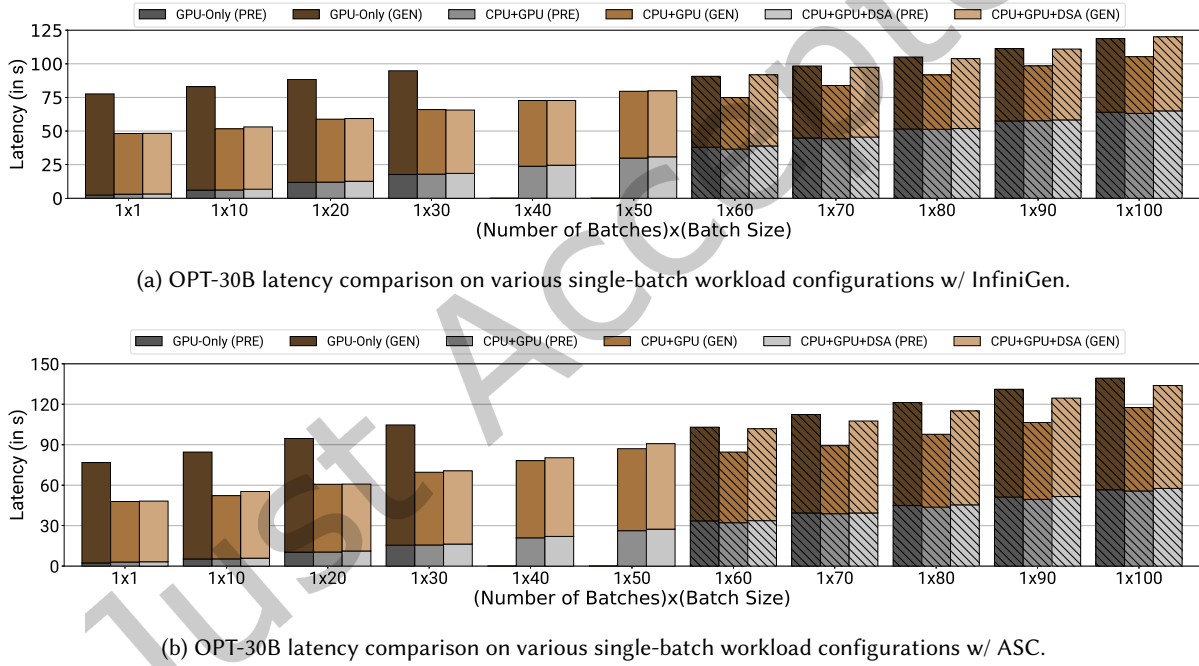 GPU-Only (PRE) GPU-Only (GEN) CPU+GPU (PRE) CPU+GPU (GEN) CPU+GPU+DSA (PRE) CPU+GPU+DSA (GEN)
125
100
75
50
25
0
Latency (in s)
1x1 1x10 1x20 1x30 1x40 1x50 1x60 1x70 1x80 1x90 1x100
(Number of Batches)x(Batch Size)
(a) OPT-30B latency comparison on various single-batch workload configurations w/ InfiniGen.
GPU-Only (PRE) GPU-Only (GEN) CPU+GPU (PRE) CPU+GPU (GEN) CPU+GPU+DSA (PRE) CPU+GPU+DSA (GEN)
150
120
90
60
30
0
Latency (in s)
1x1 1x10 1x20 1x30 1x40 1x50 1x60 1x70 1x80 1x90 1x100
(Number of Batches)x(Batch Size)
(b) OPT-30B latency comparison on various single-batch workload configurations w/ ASC.
Just Accepte